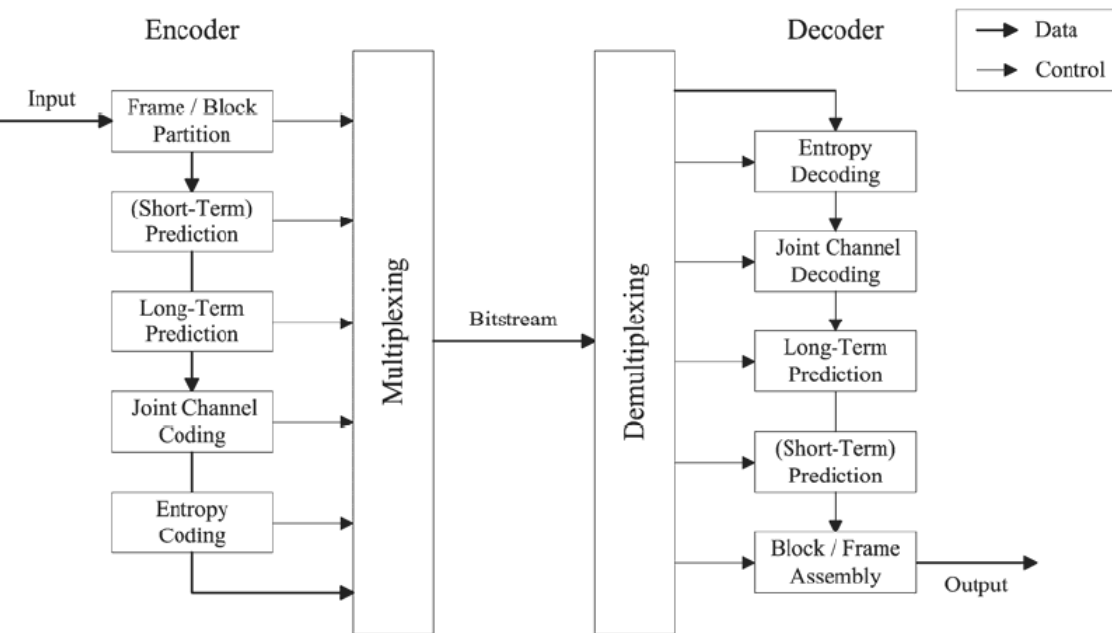 Encoder
Decoder
Data
Control
Input
Frame / Block
Partition
(Short-Term)
Prediction
Long-Term
Prediction
Joint Channel
Coding
Entropy
Coding
Multiplexing
Bitstream
Demultiplexing
Entropy
Decoding
Joint Channel
Decoding
Long-Term
Prediction
(Short-Term)
Prediction
Block / Frame
Assembly
Output